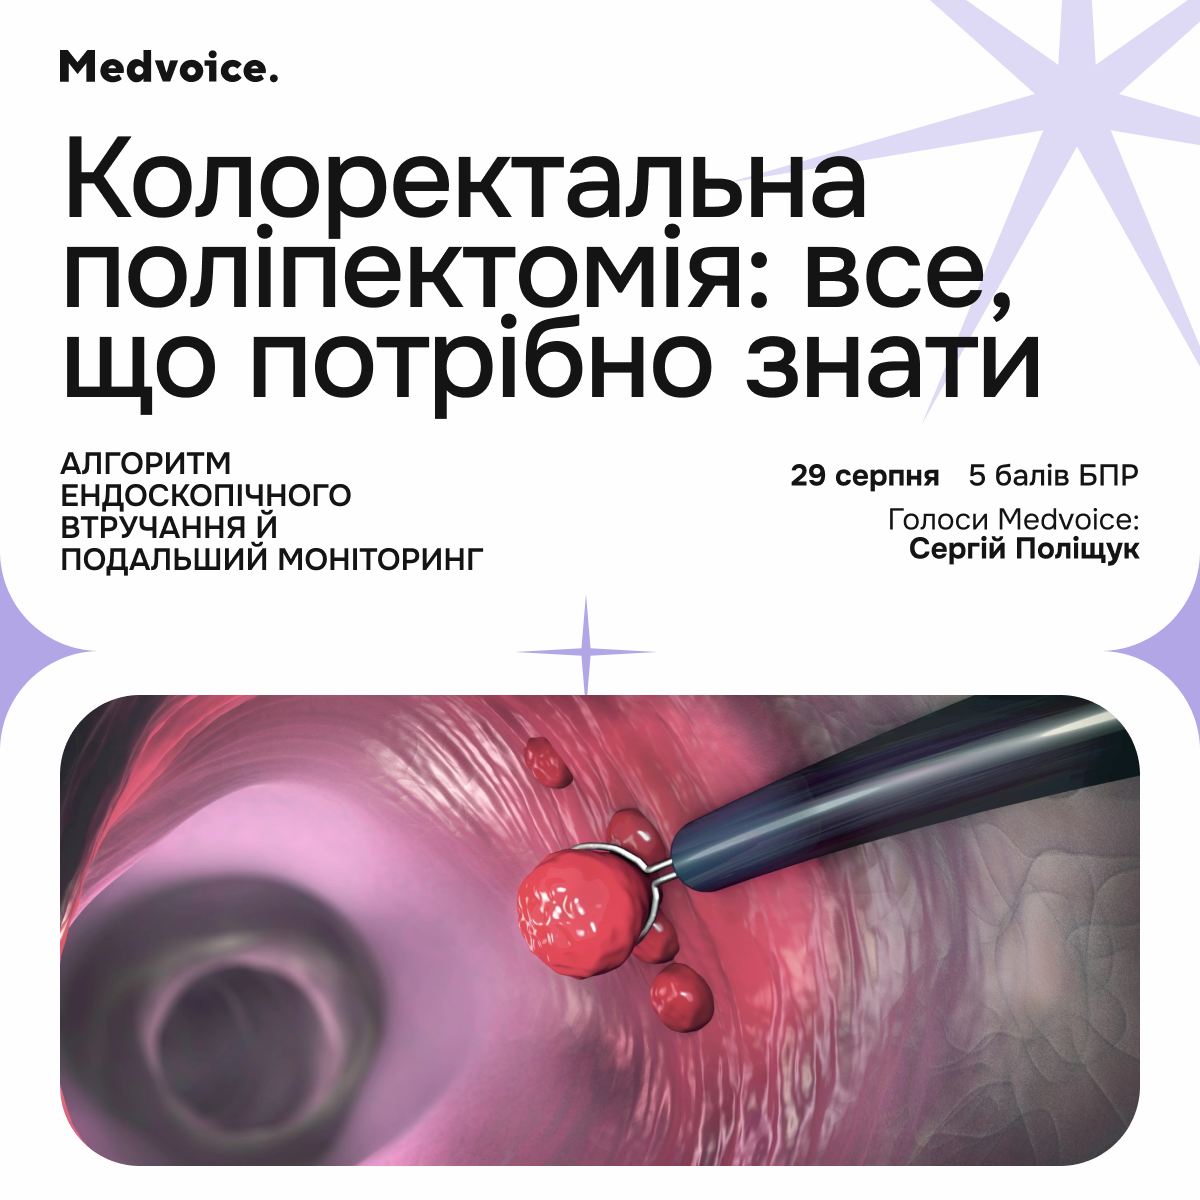 Medvoice.
Колоректальна
поліпектомія: все,
що потрібно знати
АЛГОРИТМ
ЕНДОСКОПІЧНОГО
ВТРУЧАННЯ Й
ПОДАЛЬШИЙ МОНІТОРИНГ
29 серпня 5 балів БПР
Голоси Medvoice:
Сергій Поліщук